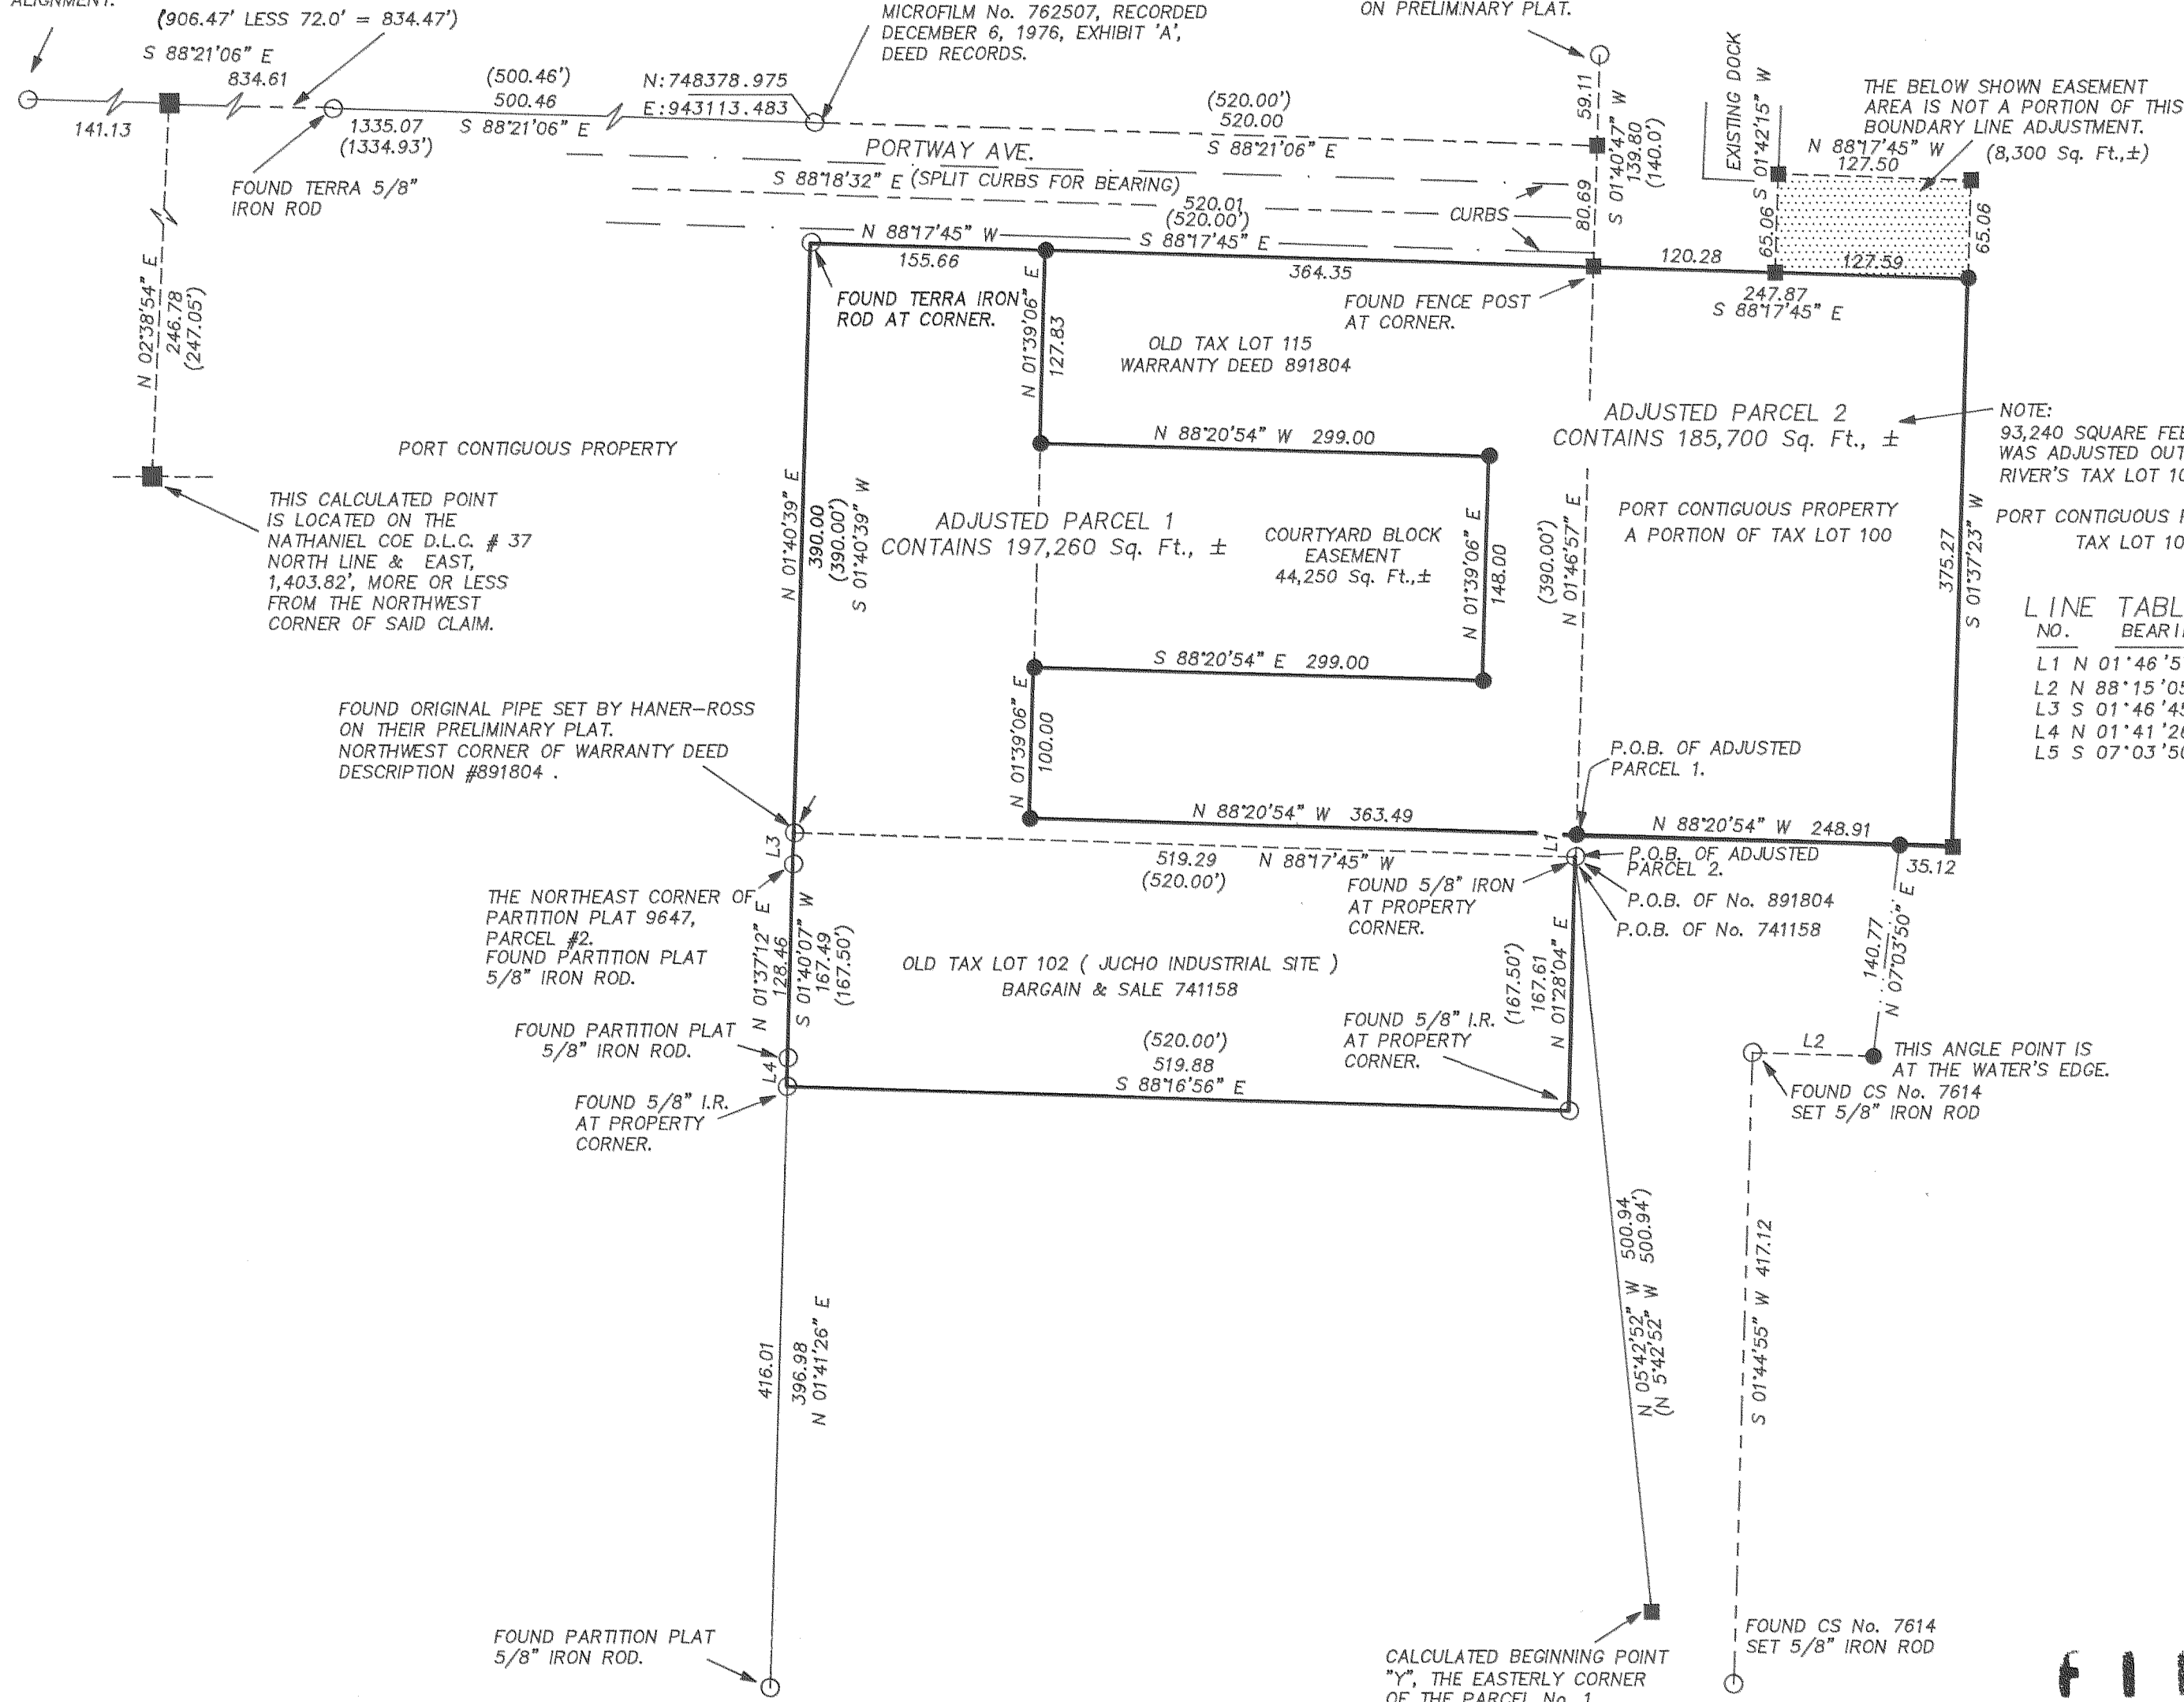 ALIGNMENT.
(906.47' LESS 72.0' = 834.47')
S 88°21'06" E
834.61
141.13
1335.07
(1334.93')
(500.46')
500.46
S 88°21'06" E
N:748378.975
E:943113.483
MICROFILM No. 762507, RECORDED
DECEMBER 6, 1976, EXHIBIT 'A',
DEED RECORDS.
ON PRELIMINARY PLAT.
(520.00')
520.00
S 88°21'06" E
59.11
S 01°40'47" W
139.80
(140.0')
80.69
EXISTING DOCK
S 01°42'15" W
65.06
THE BELOW SHOWN EASEMENT
AREA IS NOT A PORTION OF THIS
BOUNDARY LINE ADJUSTMENT.
N 88°17'45" W
127.50
(8,300 Sq. Ft.,±)
65.06
FOUND TERRA 5/8"
IRON ROD
PORTWAY AVE.
S 88°18'32" E (SPLIT CURBS FOR BEARING)
520.01
(520.00')
CURBS
N 88°17'45" W
155.66
S 88°17'45" E
364.35
120.28
127.59
247.87
S 88°17'45" E
N 02°38'54" E
246.78
(247.05')
FOUND TERRA IRON
ROD AT CORNER.
N 01°39'06" E
127.83
FOUND FENCE POST
AT CORNER.
OLD TAX LOT 115
WARRANTY DEED 891804
ADJUSTED PARCEL 2
CONTAINS 185,700 Sq. Ft., ±
NOTE:
93,240 SQUARE FEE
WAS ADJUSTED OUT
RIVER'S TAX LOT 10
PORT CONTIGUOUS PROPERTY
N 88°20'54" W 299.00
THIS CALCULATED POINT
IS LOCATED ON THE
NATHANIEL COE D.L.C. # 37
NORTH LINE & EAST,
1,403.82', MORE OR LESS
FROM THE NORTHWEST
CORNER OF SAID CLAIM.
N 01°40'39" E
390.00
(390.00')
S 01°40'39" W
ADJUSTED PARCEL 1
CONTAINS 197,260 Sq. Ft., ±
COURTYARD BLOCK
EASEMENT
44,250 Sq. Ft.,±
N 01°39'06" E
148.00
(390.00')
N 01°46'57" E
PORT CONTIGUOUS PROPERTY
A PORTION OF TAX LOT 100
375.27
S 01°37'23" W
PORT CONTIGUOUS P
TAX LOT 10
LINE TABL
NO. BEARI
L1 N 01°46'5
L2 N 88°15'05
L3 S 01°46'45
L4 N 01°41'26
L5 S 07°03'50
S 88°20'54" E 299.00
N 01°39'06" E
100.00
FOUND ORIGINAL PIPE SET BY HANER-ROSS
ON THEIR PRELIMINARY PLAT.
NORTHWEST CORNER OF WARRANTY DEED
DESCRIPTION #891804 .
P.O.B. OF ADJUSTED
PARCEL 1.
N 88°20'54" W 363.49
L1
N 88°20'54" W 248.91
35.12
L3
519.29 N 88°17'45" W
(520.00')
P.O.B. OF ADJUSTED
PARCEL 2.
P.O.B. OF No. 891804
P.O.B. OF No. 741158
FOUND 5/8" IRON
AT PROPERTY
CORNER.
THE NORTHEAST CORNER OF
PARTITION PLAT 9647,
PARCEL #2.
FOUND PARTITION PLAT
5/8" IRON ROD.
N 01°37'12" E
128.46
S 01°40'07" W
167.49
(167.50')
OLD TAX LOT 102 ( JUCHO INDUSTRIAL SITE )
BARGAIN & SALE 741158
(167.50')
167.61
N 01°28'04" E
140.77
N 07°03'50" E
FOUND PARTITION PLAT
5/8" IRON ROD.
L4
(520.00')
519.88
S 88°16'56" E
FOUND 5/8" I.R.
AT PROPERTY
CORNER.
L2
THIS ANGLE POINT IS
AT THE WATER'S EDGE.
FOUND CS No. 7614
SET 5/8" IRON ROD
FOUND 5/8" I.R.
AT PROPERTY
CORNER.
416.01
396.98
N 01°41'26" E
N 05°42'52" W 500.94
(N 5°42'52" W 500.94')
S 01°44'55" W 417.12
FOUND PARTITION PLAT
5/8" IRON ROD.
CALCULATED BEGINNING POINT
"Y", THE EASTERLY CORNER
OF THE PARCEL No. 1
FOUND CS No. 7614
SET 5/8" IRON ROD